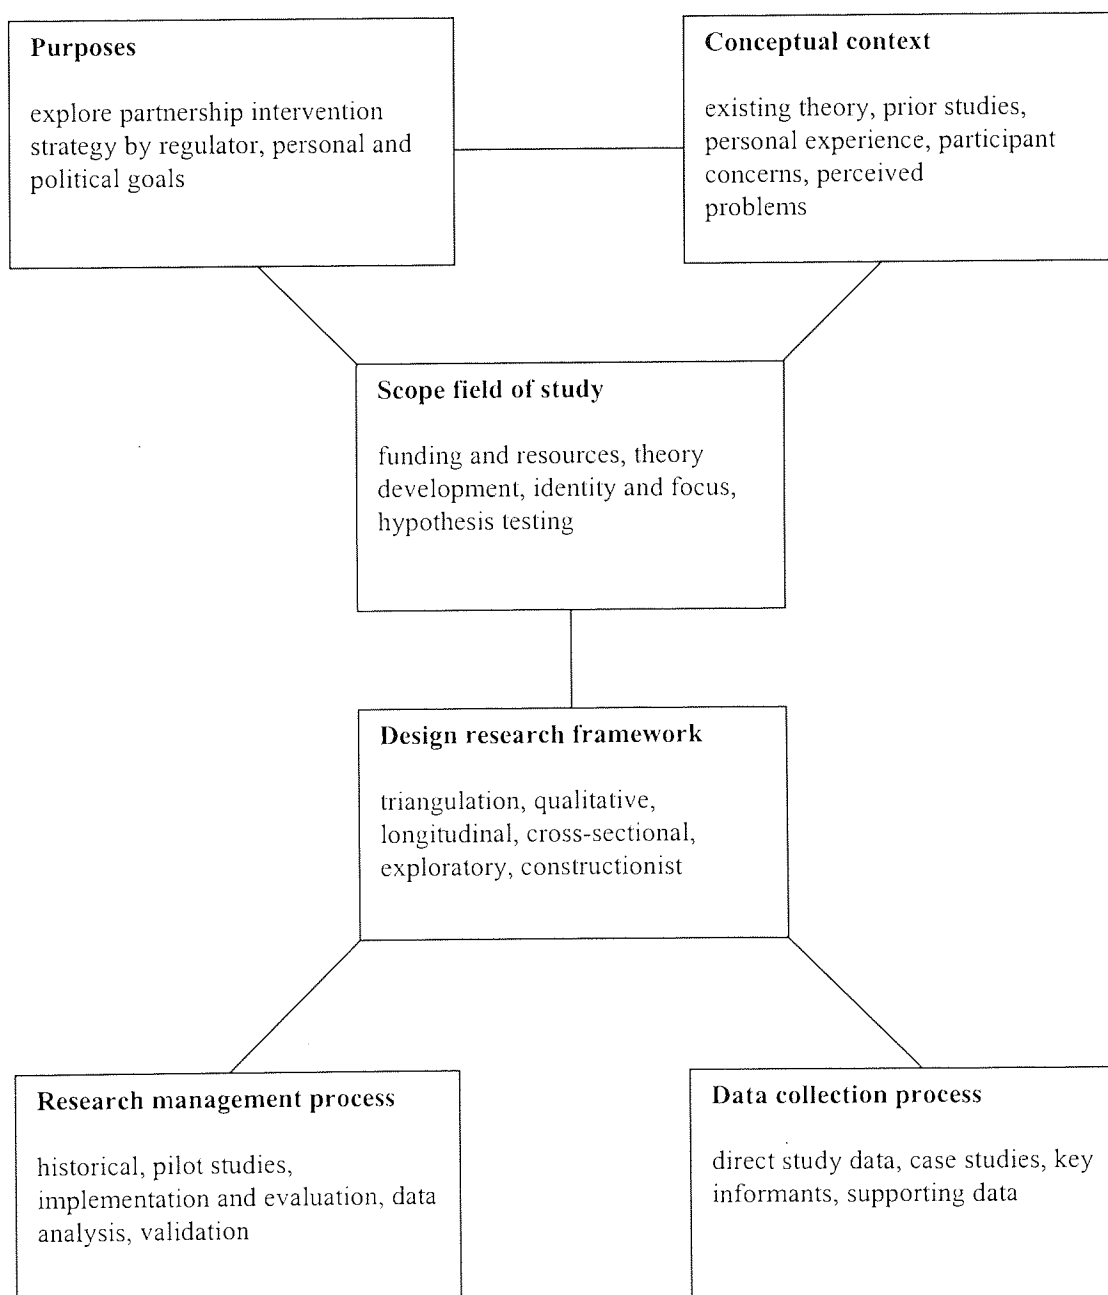 Purposes
explore partnership intervention
strategy by regulator, personal and
political goals
Conceptual context
existing theory, prior studies,
personal experience, participant
concerns, perceived
problems
Scope field of study
funding and resources, theory
development, identity and focus,
hypothesis testing
Design research framework
triangulation, qualitative,
longitudinal, cross-sectional,
exploratory, constructionist
Research management process
historical, pilot studies,
implementation and evaluation, data
analysis, validation
Data collection process
direct study data, case studies, key
informants, supporting data